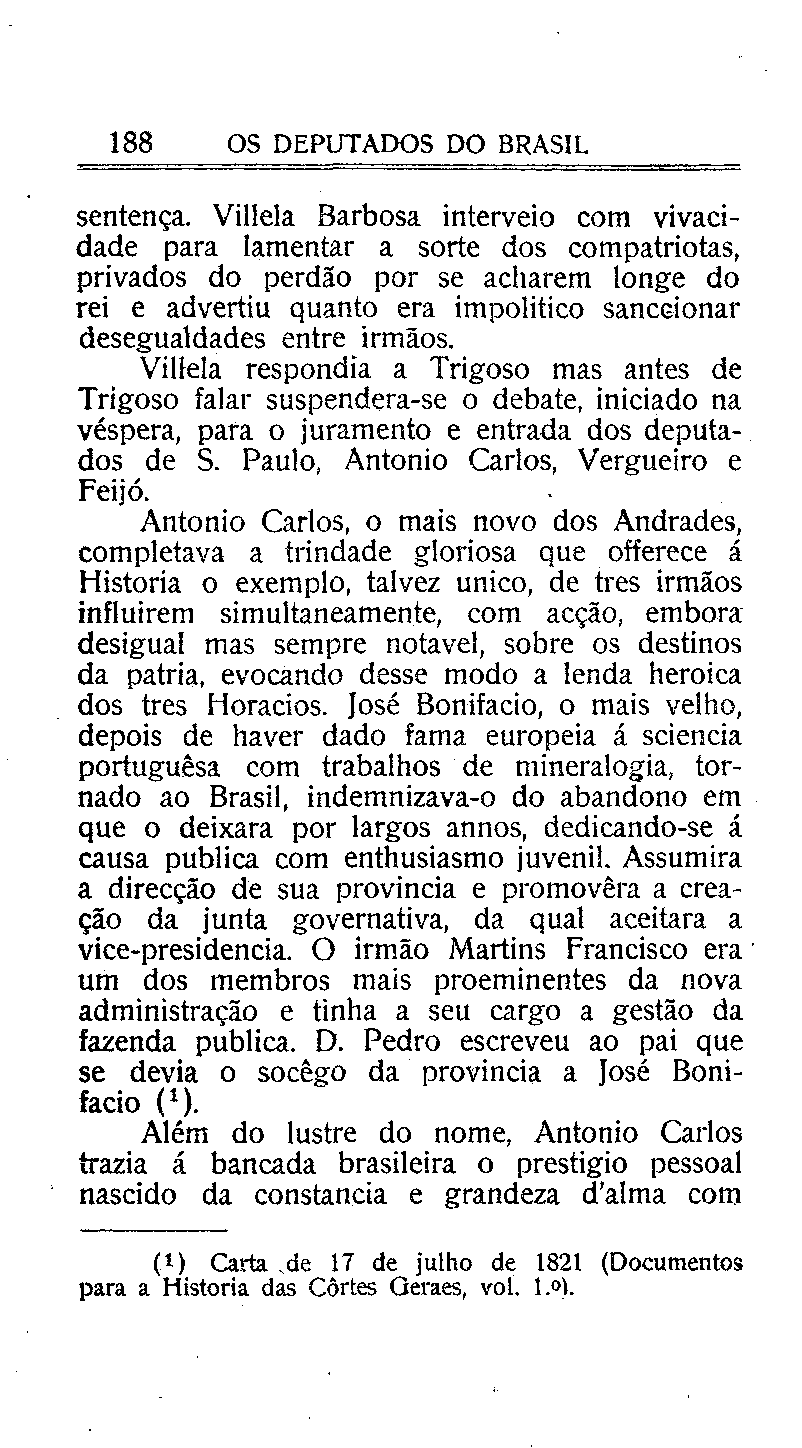 188 OS DEPUTADOS DO BRASIL
sentença. Villela Barbosa interveio com vivaci-
dade para lamentar a sorte dos compatriotas,
privados do perdão por se acharem longe do
rei e advertiu quanto era impolitico sanccionar
desegualdades entre irmãos.
Villela respondia a Trigoso mas antes de
Trigoso falar suspendera-se o debate, iniciado na
véspera, para o juramento e entrada dos deputa-
dos de S. Paulo, Antonio Carlos, Vergueiro e
Feijó.
Antonio Carlos, o mais novo dos Andrades,
completava a trindade gloriosa que offerece á
Historia o exemplo, talvez unico, de tres irmãos
influirem simultaneamente, com acção, embora
desigual mas sempre notavel, sobre os destinos
da patria, evocando desse modo a lenda heroica
dos tres Horacios. José Bonifacio, o mais velho,
depois de haver dado fama europeia á sciencia
portuguêsa com trabalhos de mineralogia, tor-
nado ao Brasil, indemnizava-o do abandono em
que o deixara por largos annos, dedicando-se á
causa publica com enthusiasmo juvenil. Assumira
a direcção de sua provincia e promovêra a crea-
ção da junta governativa, da qual aceitara a
vice-presidencia. O irmão Martins Francisco era
um dos membros mais proeminentes da nova
administração e tinha a seu cargo a gestão da
fazenda publica. D. Pedro escreveu ao pai que
se devia o socêgo da provincia a José Boni-
facio (¹).
Além do lustre do nome, Antonio Carlos
trazia á bancada brasileira o prestigio pessoal
nascido da constancia e grandeza d'alma com
(¹) Carta de 17 de julho de 1821 (Documentos
para a Historia das Côrtes Geraes, vol. 1.º).